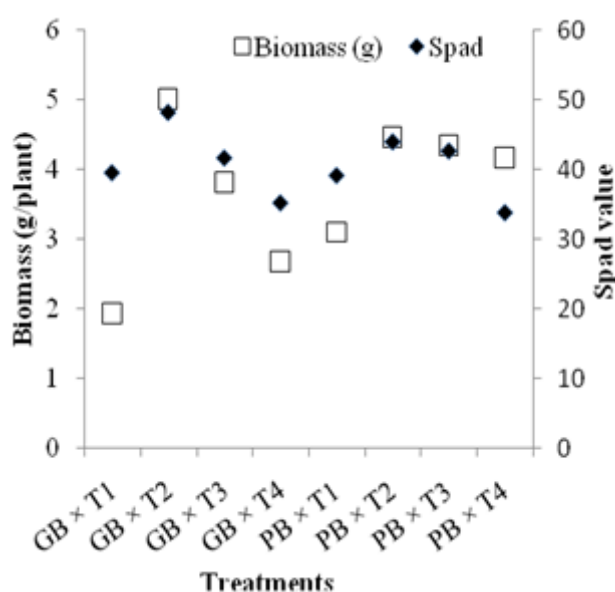 Biomass (g) Spad
Biomass (g/plant)
6
5
4
3
2
1
0
60
50
40
30
20
10
0
Spad value
GB × T1
GB × T2
GB × T3
GB × T4
PB × T1
PB × T2
PB × T3
PB × T4
Treatments